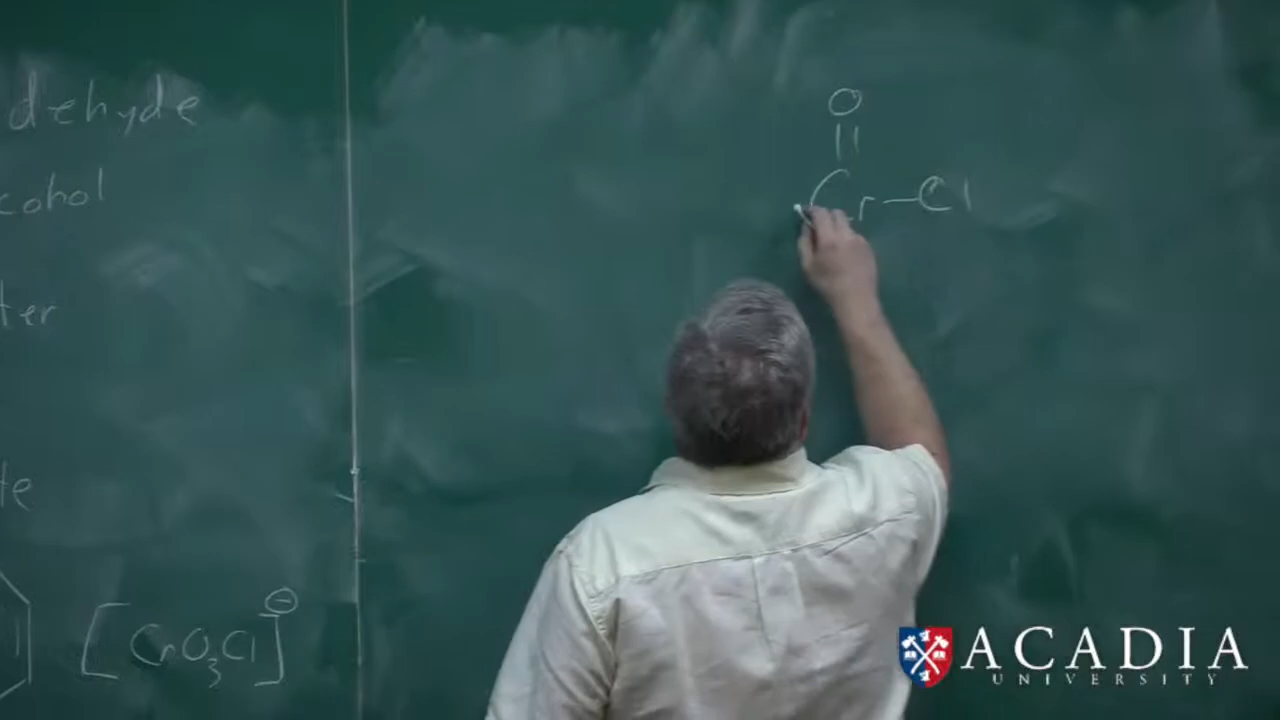 dehyde
cohol
ter
te
[CrO3Cl]⊖
O
||
Cr–Cl
ACADIA
UNIVERSITY